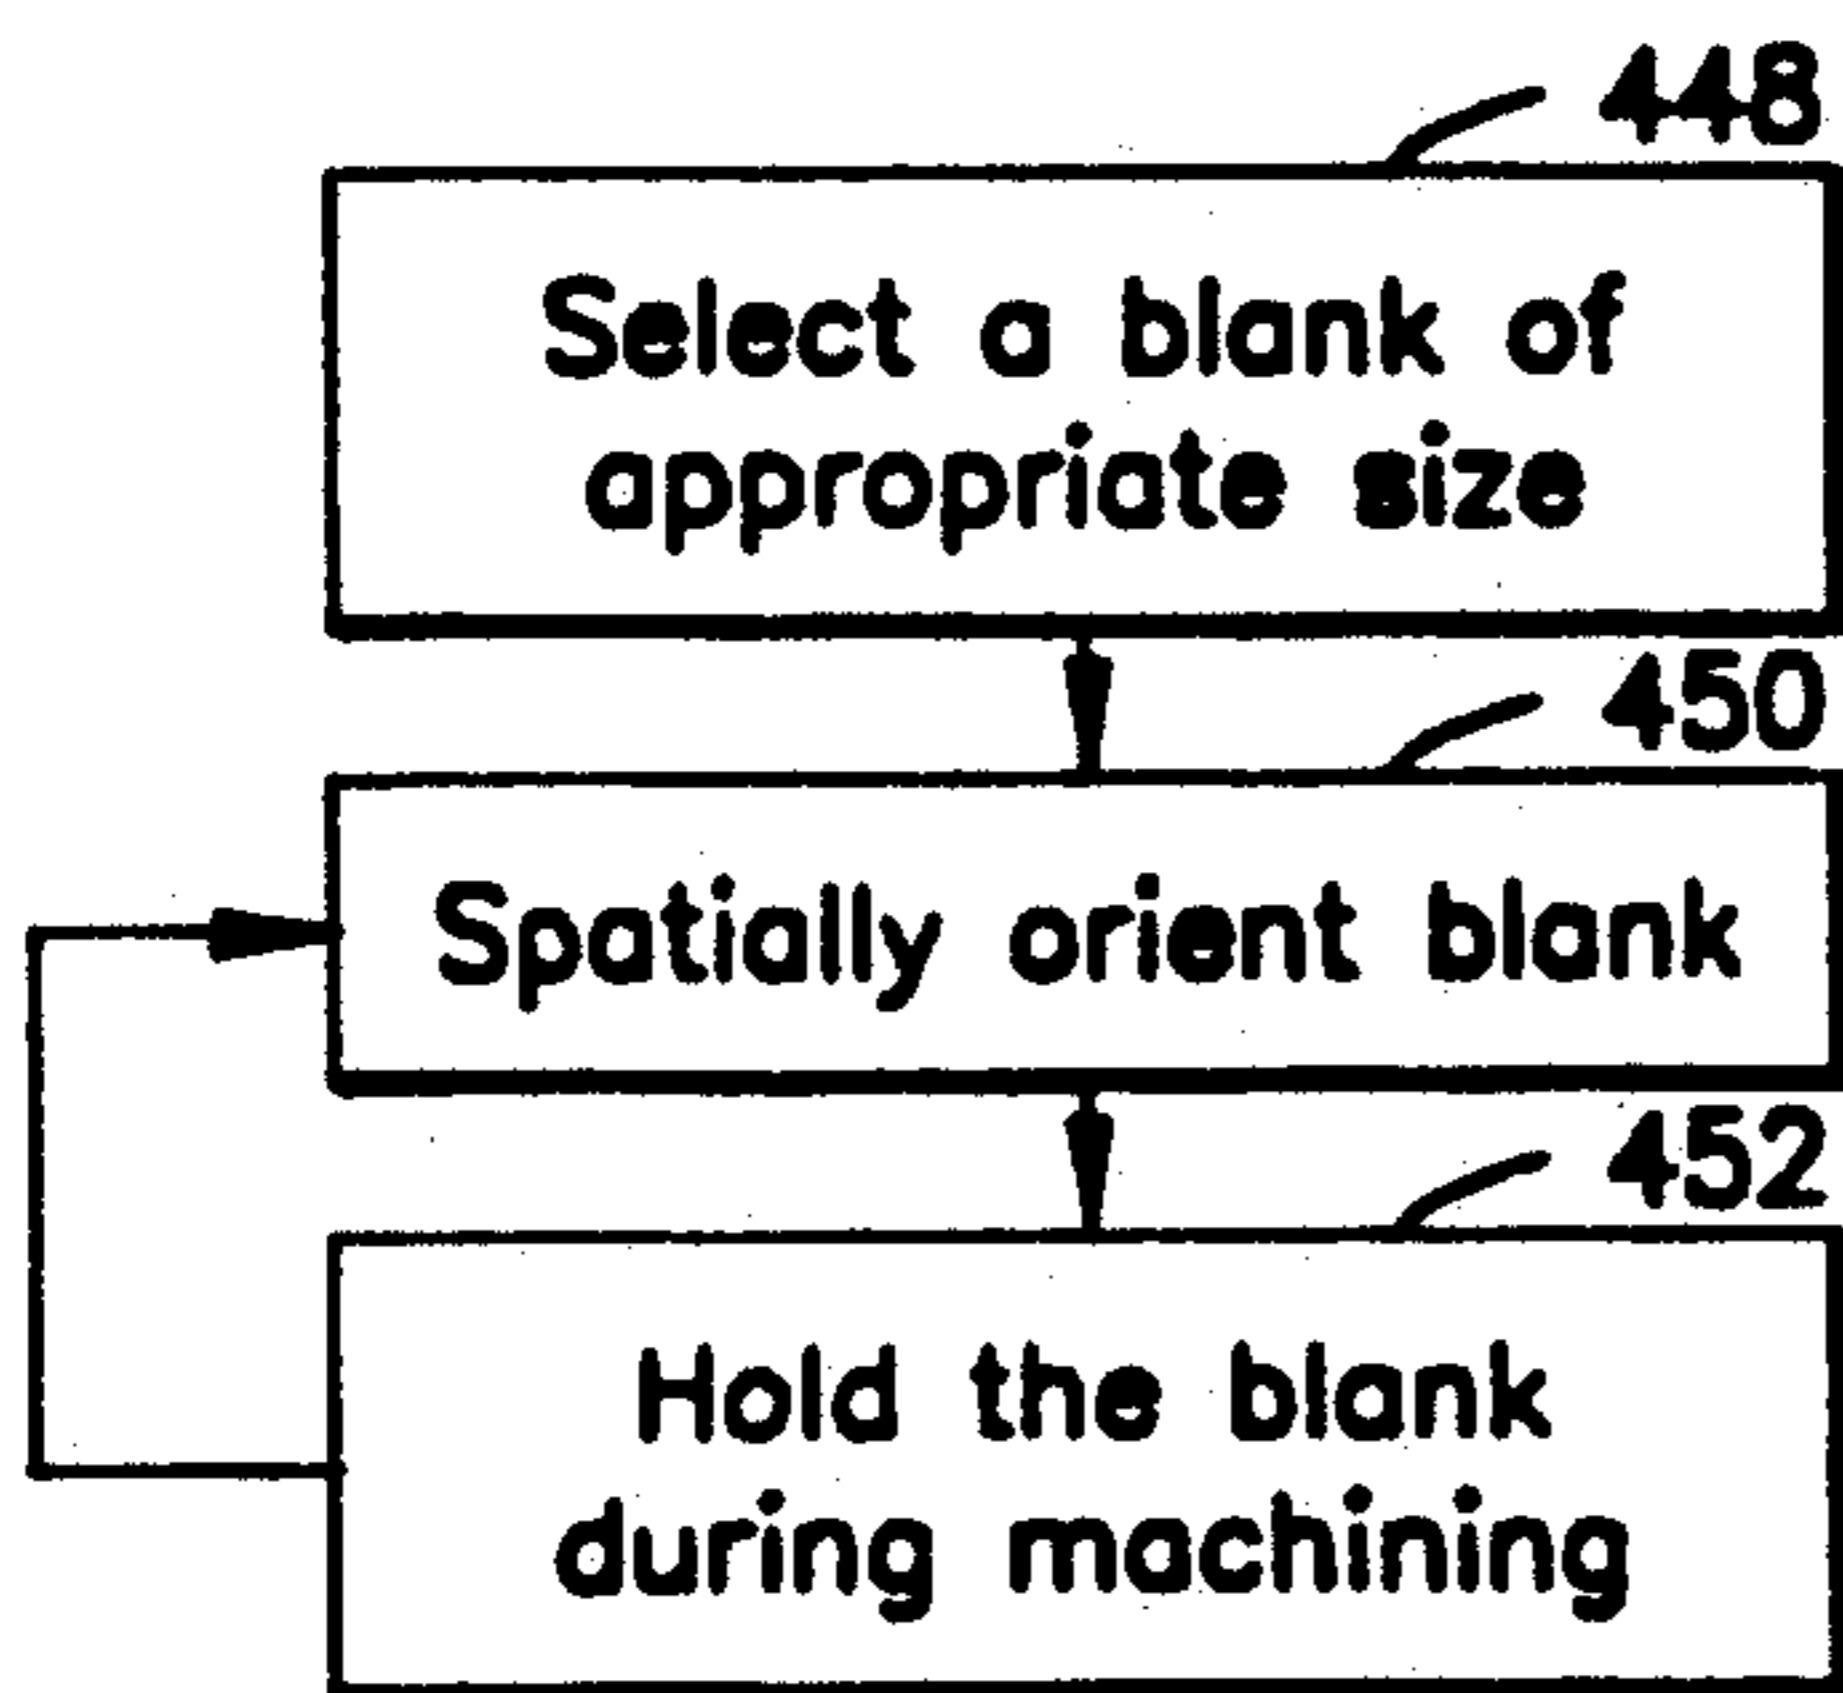 448
Select a blank of
appropriate size
450
Spatially orient blank
452
Hold the blank
during machining